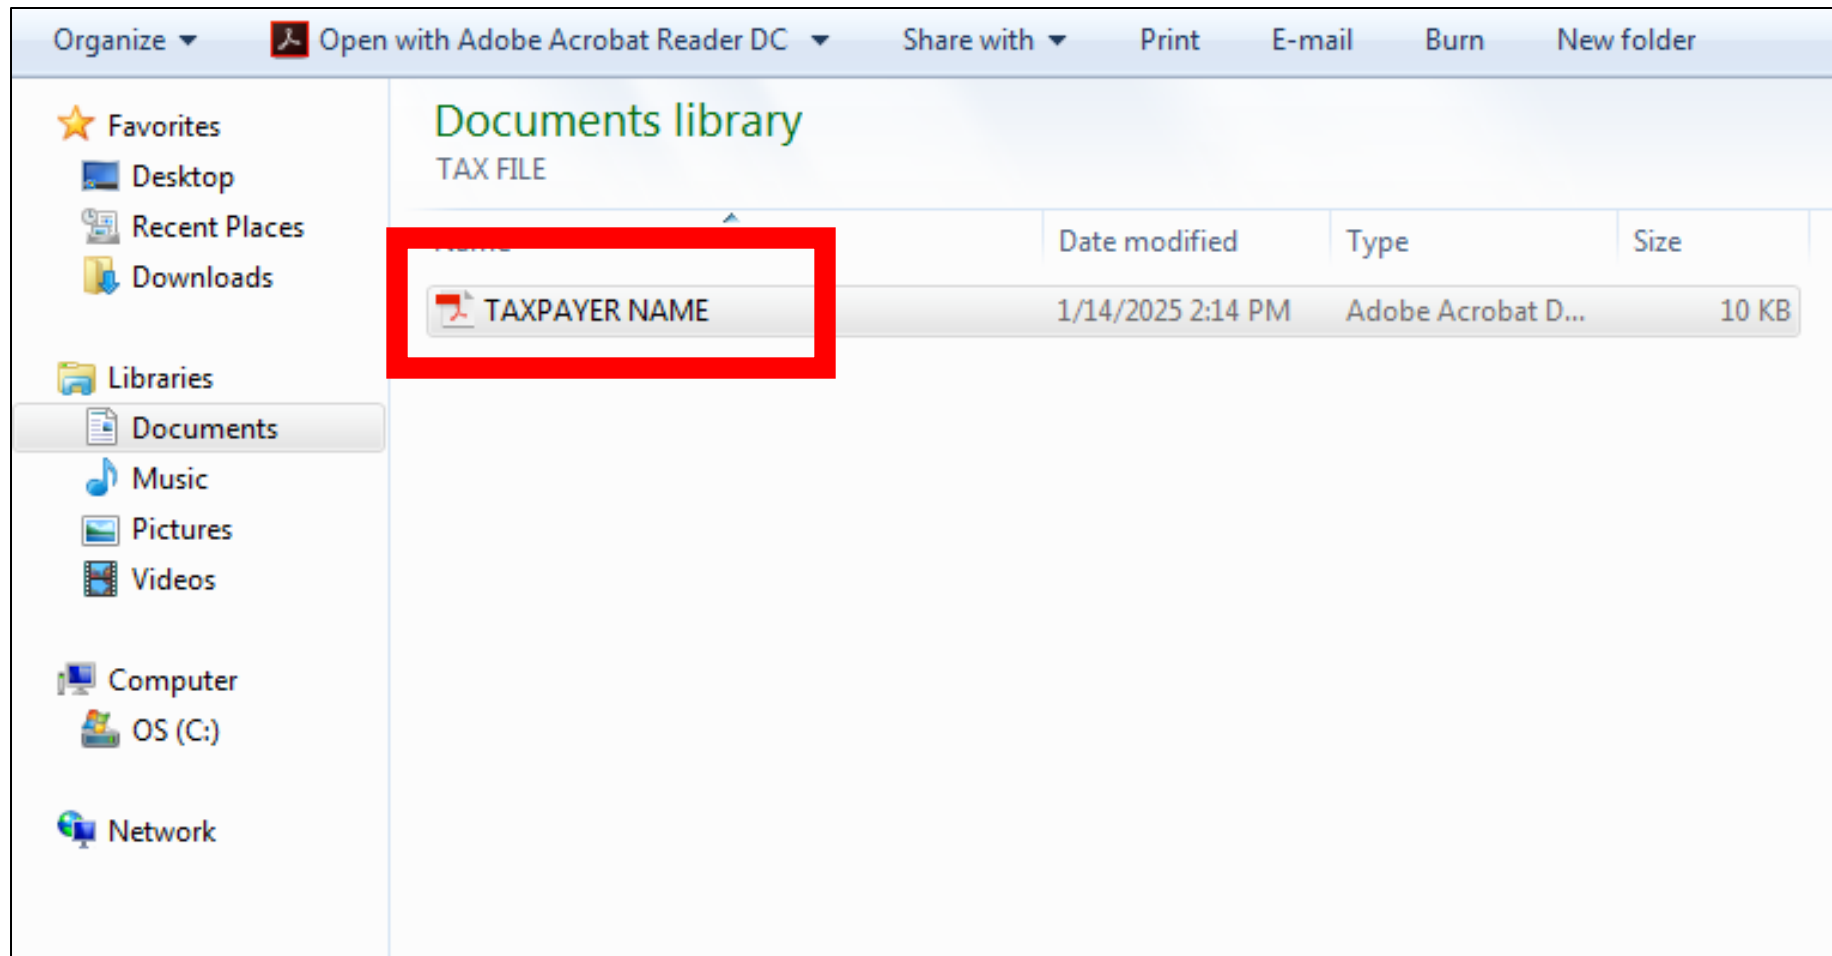 Organize Open with Adobe Acrobat Reader DC Share with Print E-mail Burn New folder
Favorites
Desktop
Recent Places
Downloads
Libraries
Documents
Music
Pictures
Videos
Computer
OS (C:)
Network
Documents library
TAX FILE
Name Date modified Type Size
TAXPAYER NAME 1/14/2025 2:14 PM Adobe Acrobat D... 10 KB